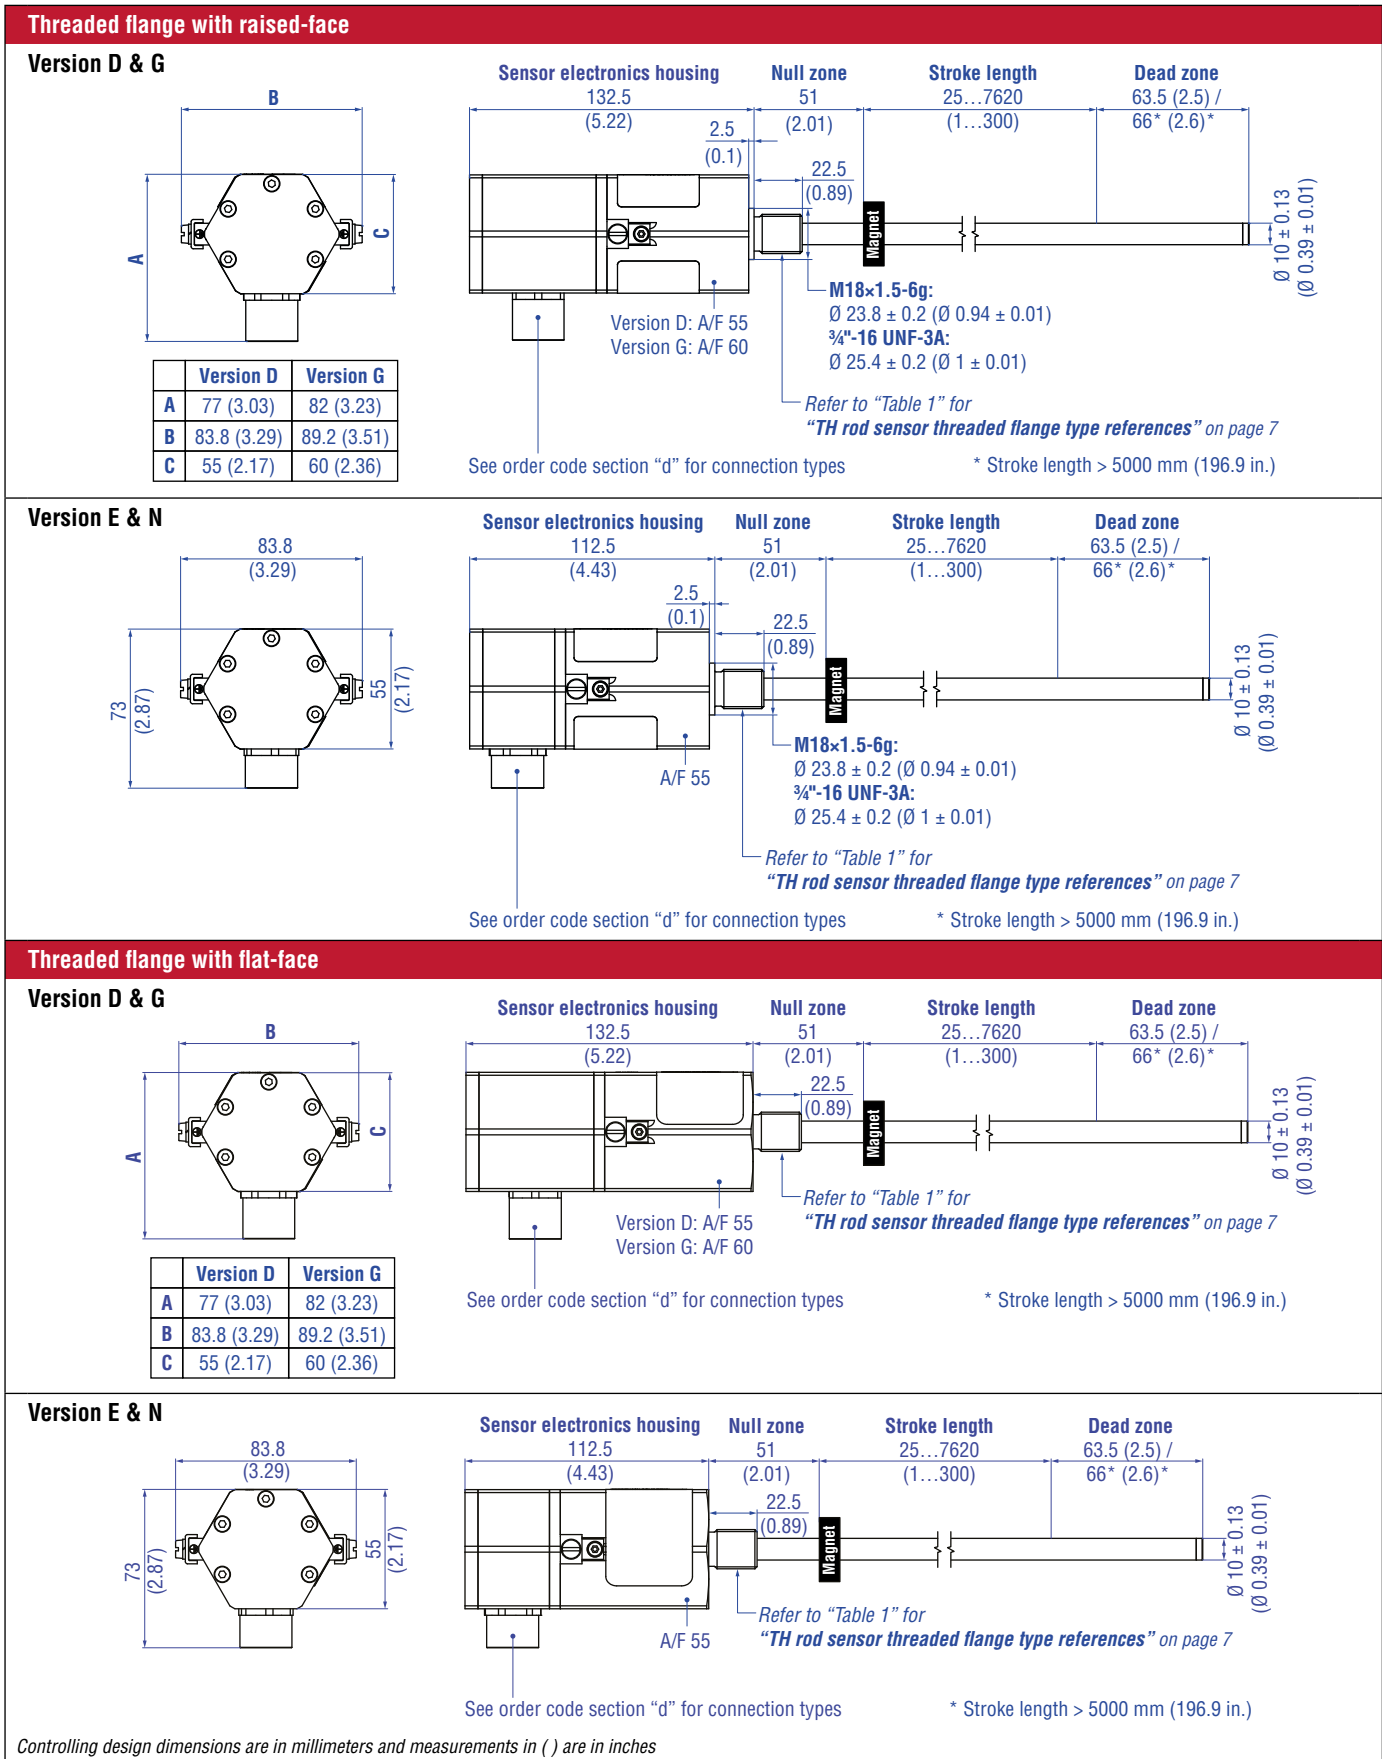 Threaded flange with raised-face
Version D & G
B
A
C
Sensor electronics housing
132.5
(5.22)
Null zone
51
(2.01)
Stroke length
25…7620
(1…300)
Dead zone
63.5 (2.5) /
66* (2.6)*
2.5
(0.1)
22.5
(0.89)
Magnet
Ø 10 ± 0.13
(Ø 0.39 ± 0.01)
M18×1.5-6g:
Ø 23.8 ± 0.2 (Ø 0.94 ± 0.01)
¾"-16 UNF-3A:
Ø 25.4 ± 0.2 (Ø 1 ± 0.01)
Version D: A/F 55
Version G: A/F 60
Refer to “Table 1” for
“TH rod sensor threaded flange type references” on page 7
See order code section “d” for connection types
* Stroke length > 5000 mm (196.9 in.)
Version D Version G
A 77 (3.03) 82 (3.23)
B 83.8 (3.29) 89.2 (3.51)
C 55 (2.17) 60 (2.36)
Version E & N
83.8
(3.29)
73
(2.87)
55
(2.17)
Sensor electronics housing
112.5
(4.43)
Null zone
51
(2.01)
Stroke length
25…7620
(1…300)
Dead zone
63.5 (2.5) /
66* (2.6)*
2.5
(0.1)
22.5
(0.89)
Magnet
Ø 10 ± 0.13
(Ø 0.39 ± 0.01)
A/F 55
M18×1.5-6g:
Ø 23.8 ± 0.2 (Ø 0.94 ± 0.01)
¾"-16 UNF-3A:
Ø 25.4 ± 0.2 (Ø 1 ± 0.01)
Refer to “Table 1” for
“TH rod sensor threaded flange type references” on page 7
See order code section “d” for connection types
* Stroke length > 5000 mm (196.9 in.)
Threaded flange with flat-face
Version D & G
B
A
C
Sensor electronics housing
132.5
(5.22)
Null zone
51
(2.01)
Stroke length
25…7620
(1…300)
Dead zone
63.5 (2.5) /
66* (2.6)*
22.5
(0.89)
Magnet
Ø 10 ± 0.13
(Ø 0.39 ± 0.01)
Version D: A/F 55
Version G: A/F 60
Refer to “Table 1” for
“TH rod sensor threaded flange type references” on page 7
See order code section “d” for connection types
* Stroke length > 5000 mm (196.9 in.)
Version D Version G
A 77 (3.03) 82 (3.23)
B 83.8 (3.29) 89.2 (3.51)
C 55 (2.17) 60 (2.36)
Version E & N
83.8
(3.29)
73
(2.87)
55
(2.17)
Sensor electronics housing
112.5
(4.43)
Null zone
51
(2.01)
Stroke length
25…7620
(1…300)
Dead zone
63.5 (2.5) /
66* (2.6)*
22.5
(0.89)
Magnet
Ø 10 ± 0.13
(Ø 0.39 ± 0.01)
A/F 55
Refer to “Table 1” for
“TH rod sensor threaded flange type references” on page 7
See order code section “d” for connection types
* Stroke length > 5000 mm (196.9 in.)
Controlling design dimensions are in millimeters and measurements in ( ) are in inches